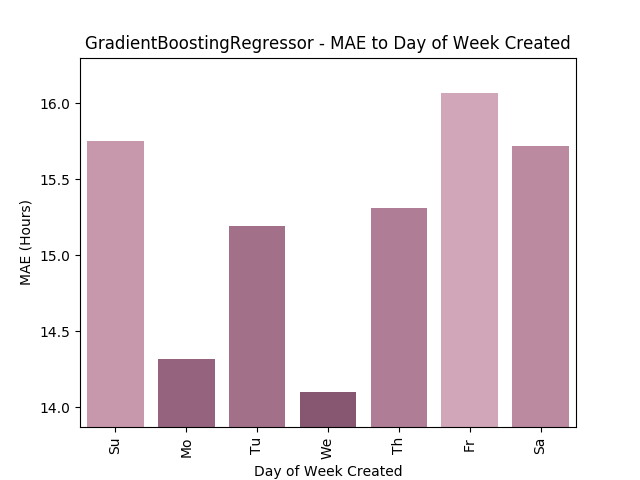 GradientBoostingRegressor - MAE to Day of Week Created
16.0
15.5
15.0
14.5
14.0
MAE (Hours)
Su Mo Tu We Th Fr Sa
Day of Week Created